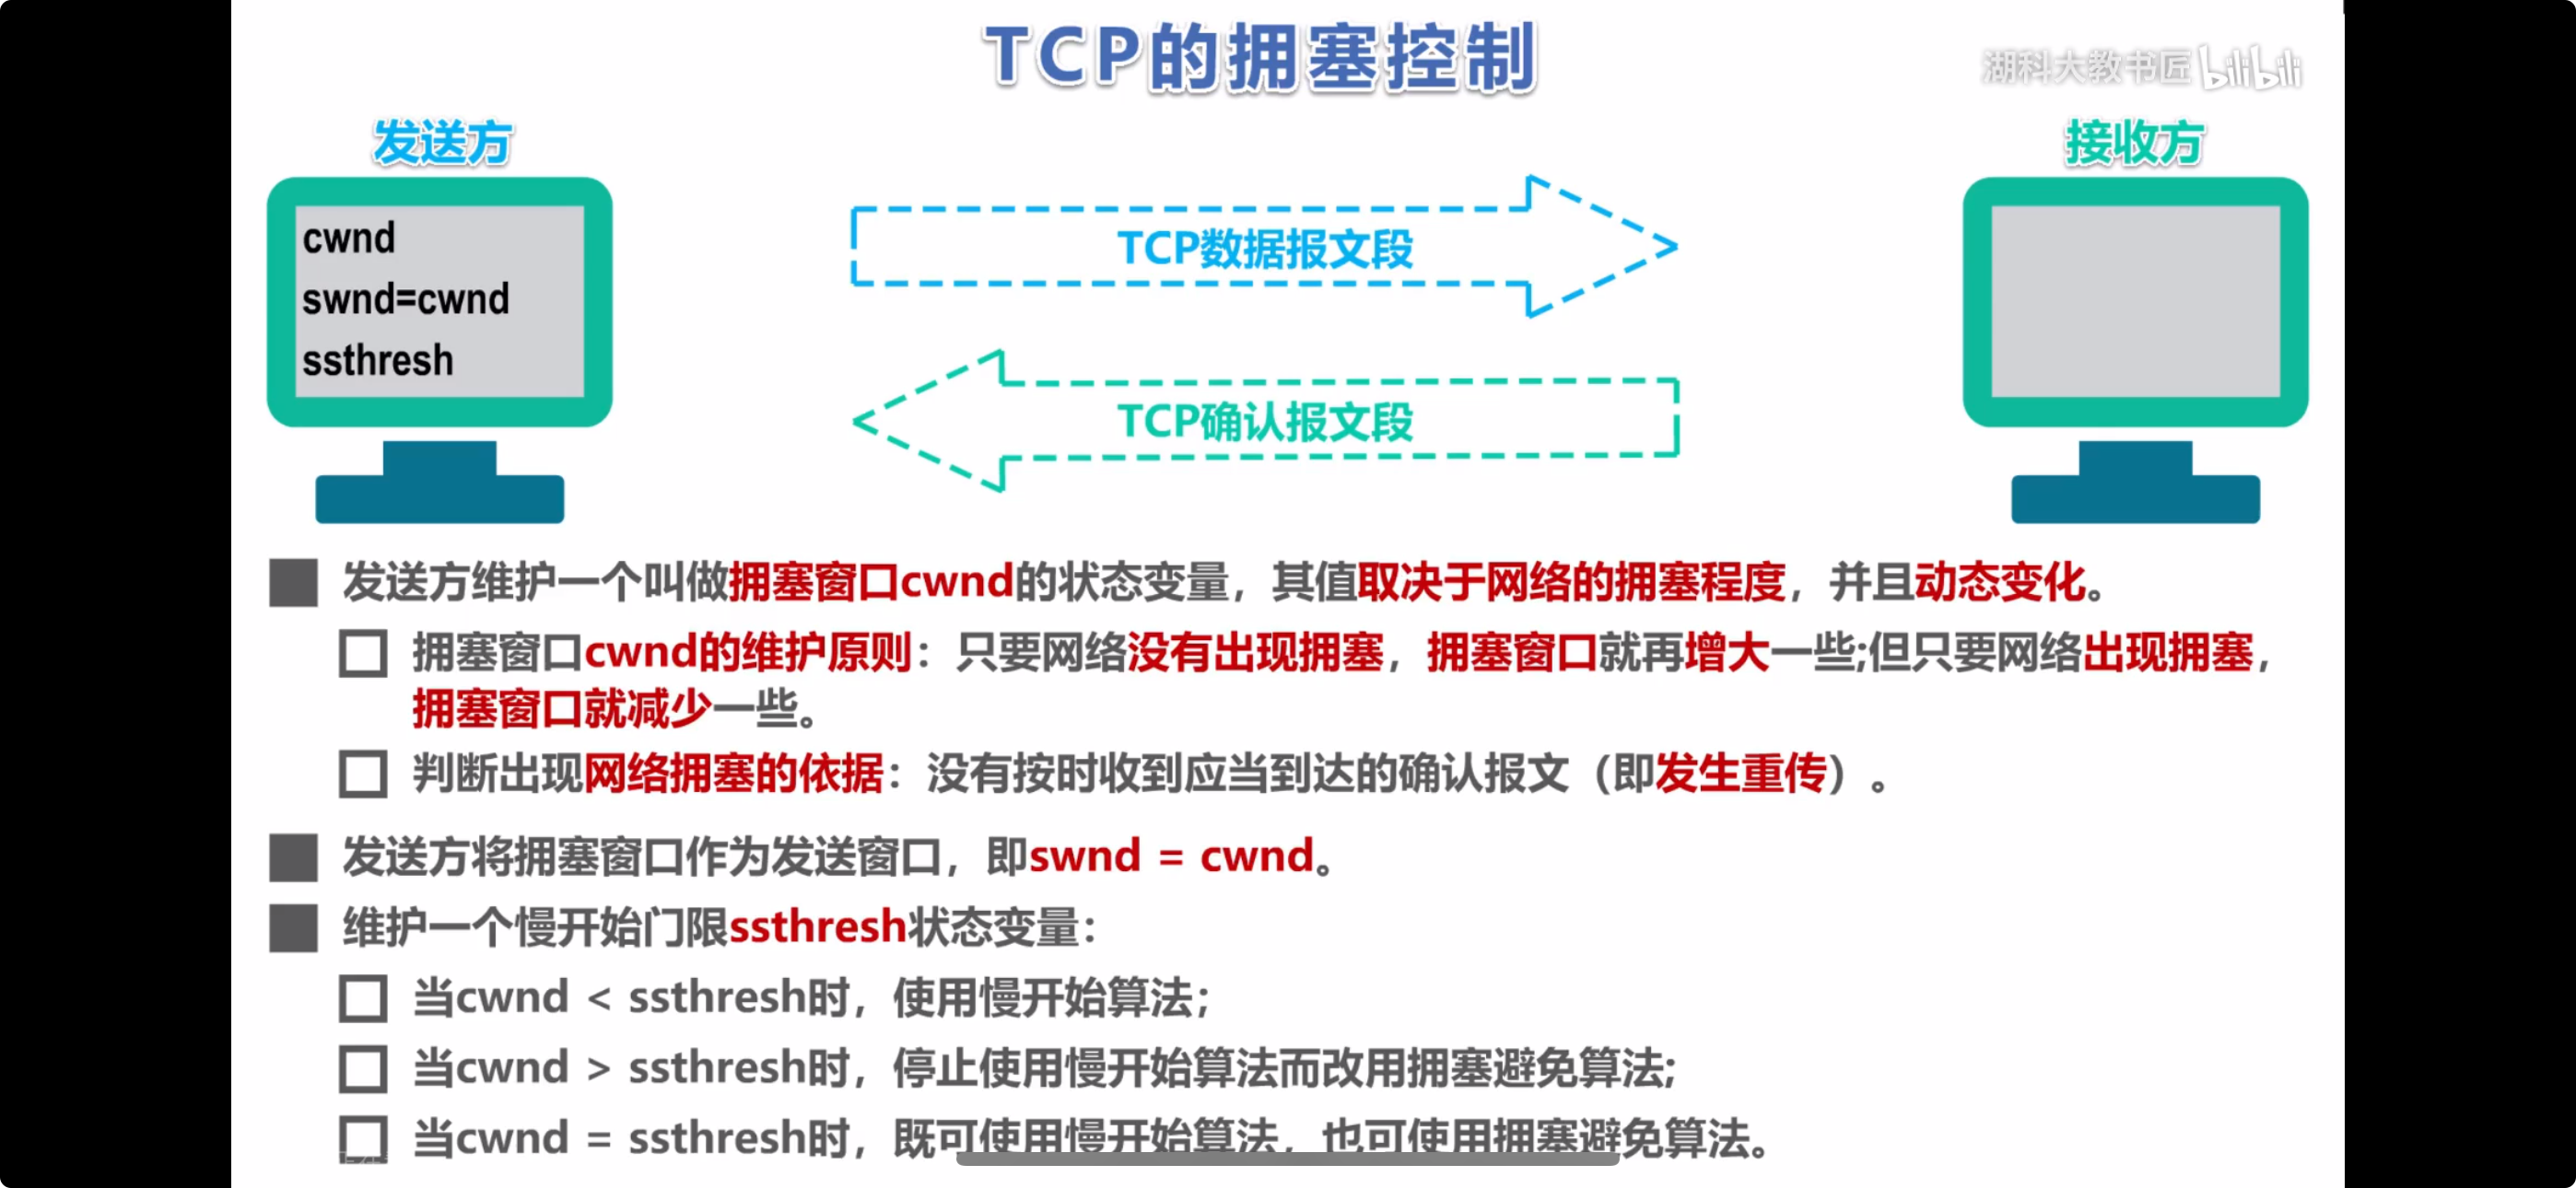 TCP的拥塞控制
湖科大教书匠 bilibili
发送方
接收方
cwnd
swnd=cwnd
ssthresh
TCP数据报文段
TCP确认报文段
发送方维护一个叫做拥塞窗口cwnd的状态变量，其值取决于网络的拥塞程度，并且动态变化。
拥塞窗口cwnd的维护原则：只要网络没有出现拥塞，拥塞窗口就再增大一些;但只要网络出现拥塞，
拥塞窗口就减少一些。
判断出现网络拥塞的依据：没有按时收到应当到达的确认报文（即发生重传）。
发送方将拥塞窗口作为发送窗口，即swnd = cwnd。
维护一个慢开始门限ssthresh状态变量：
当cwnd < ssthresh时，使用慢开始算法；
当cwnd > ssthresh时，停止使用慢开始算法而改用拥塞避免算法;
当cwnd = ssthresh时，既可使用慢开始算法，也可使用拥塞避免算法。